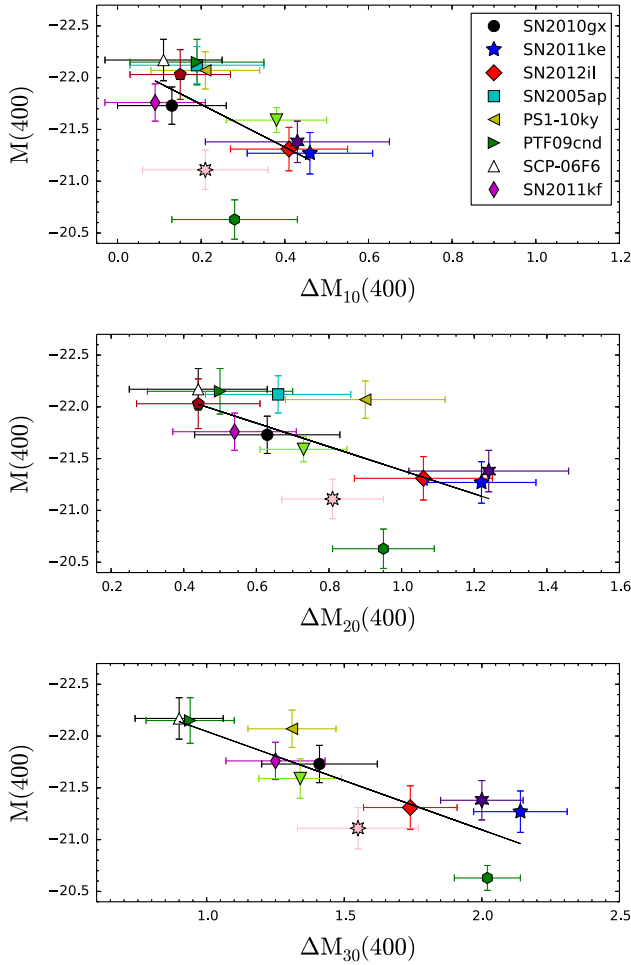 SN2010gx
SN2011ke
SN2012il
SN2005ap
PS1-10ky
PTF09cnd
SCP-06F6
SN2011kf
M(400)
-22.5
-22.0
-21.5
-21.0
-20.5
0.0 0.2 0.4 0.6 0.8 1.0 1.2
ΔM₁₀(400)
M(400)
-22.5
-22.0
-21.5
-21.0
-20.5
0.2 0.4 0.6 0.8 1.0 1.2 1.4 1.6
ΔM₂₀(400)
M(400)
-22.5
-22.0
-21.5
-21.0
-20.5
1.0 1.5 2.0
ΔM₃₀(400)